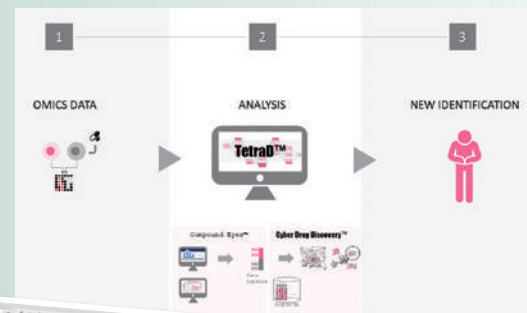 1
2
3
OMICS DATA
ANALYSIS
NEW IDENTIFICATION
TetraD™
Compound Eyes™
Cyber Drug Discovery™